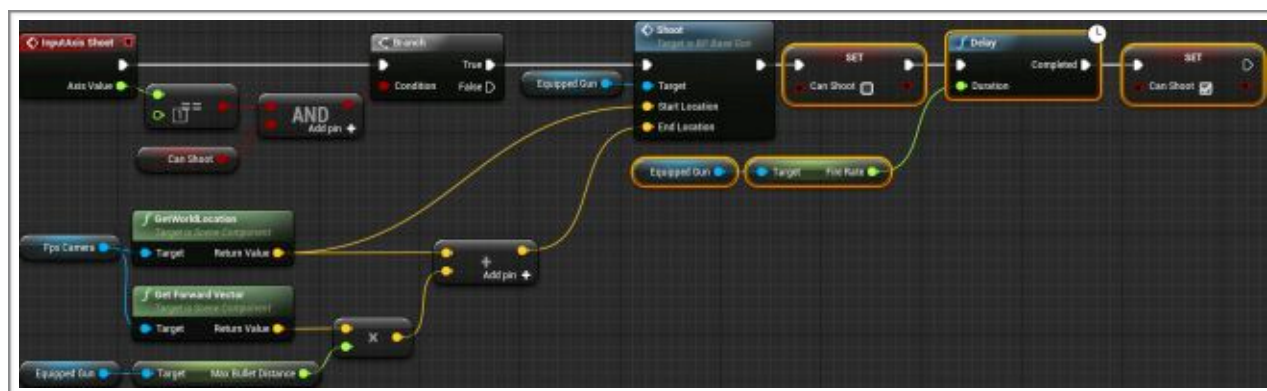 InputAxis Shoot
Axis Value
==
AND
Add pin +
Can Shoot
Branch
Condition
True
False
Equipped Gun
Shoot
Target is BP Base Gun
Target
Start Location
End Location
SET
Can Shoot
Delay
Duration
Completed
SET
Can Shoot
Equipped Gun
Target
Fire Rate
Fps Camera
GetWorldLocation
Target is Scene Component
Target
Return Value
Get Forward Vector
Target is Scene Component
Target
Return Value
+
Add pin +
×
Equipped Gun
Target
Max Bullet Distance